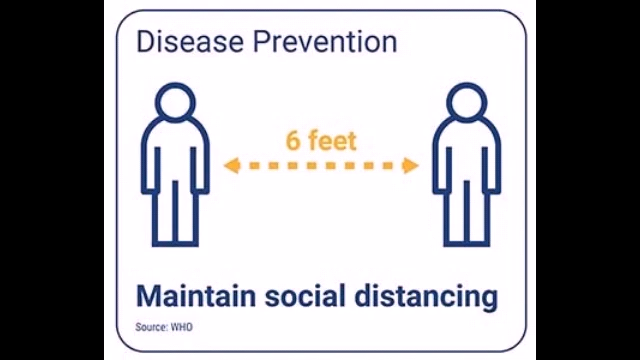 Disease Prevention
6 feet
Maintain social distancing
Source: WHO